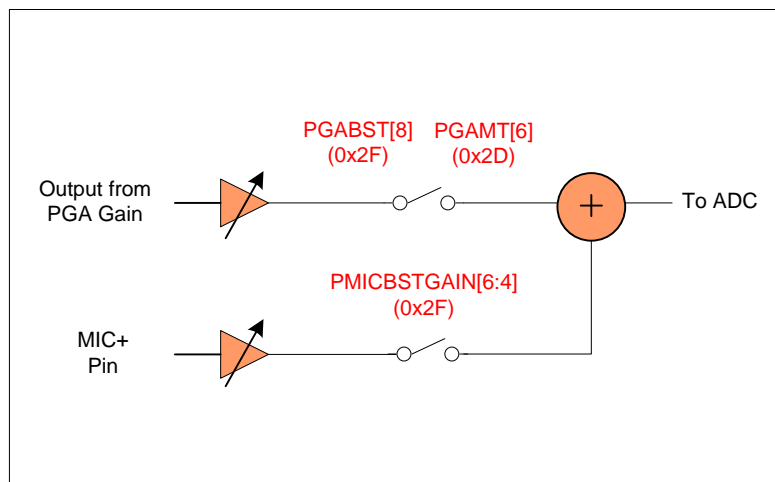 PGABST[8]
(0x2F)
PGAMT[6]
(0x2D)
Output from
PGA Gain
+
To ADC
PMICBSTGAIN[6:4]
(0x2F)
MIC+
Pin